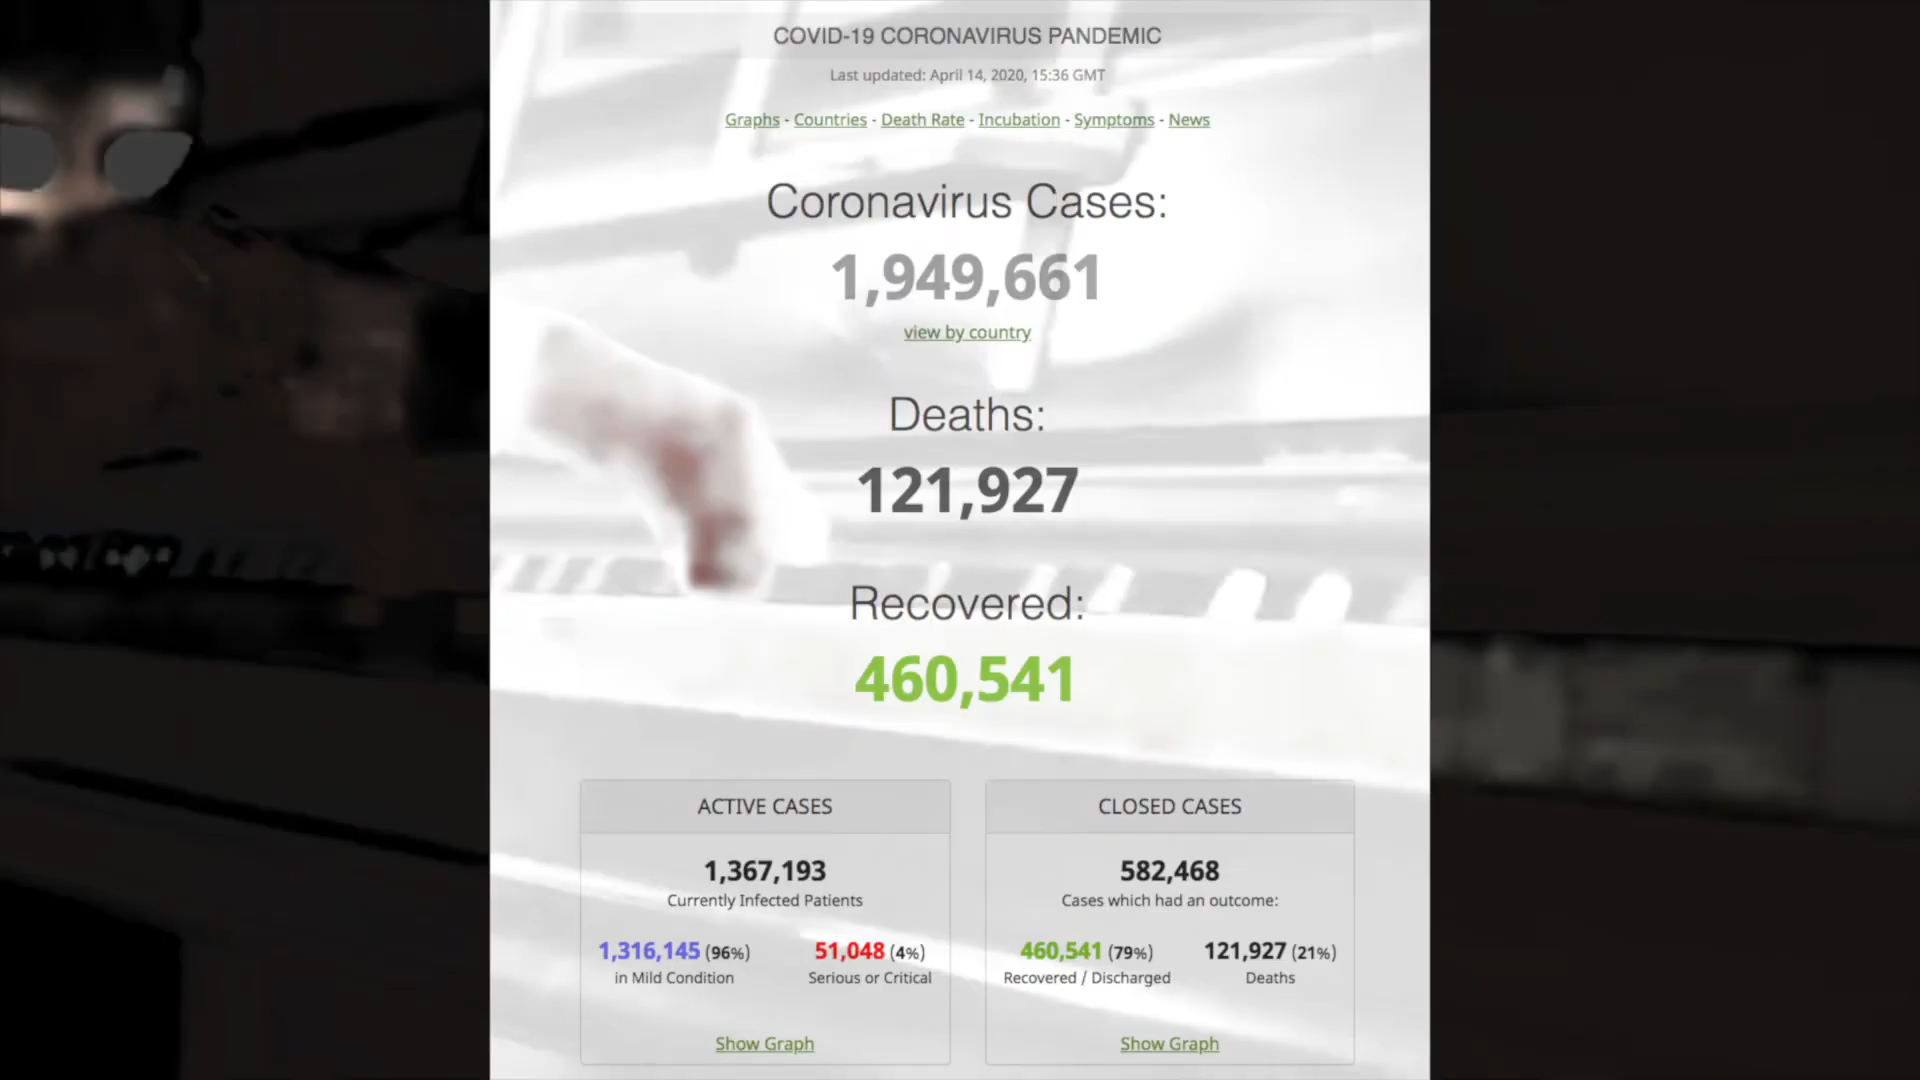 COVID-19 CORONAVIRUS PANDEMIC
Last updated: April 14, 2020, 15:36 GMT
Graphs - Countries - Death Rate - Incubation - Symptoms - News
Coronavirus Cases:
1,949,661
view by country
Deaths:
121,927
Recovered:
460,541
ACTIVE CASES
1,367,193
Currently Infected Patients
1,316,145 (96%)
in Mild Condition
51,048 (4%)
Serious or Critical
Show Graph
CLOSED CASES
582,468
Cases which had an outcome:
460,541 (79%)
Recovered / Discharged
121,927 (21%)
Deaths
Show Graph